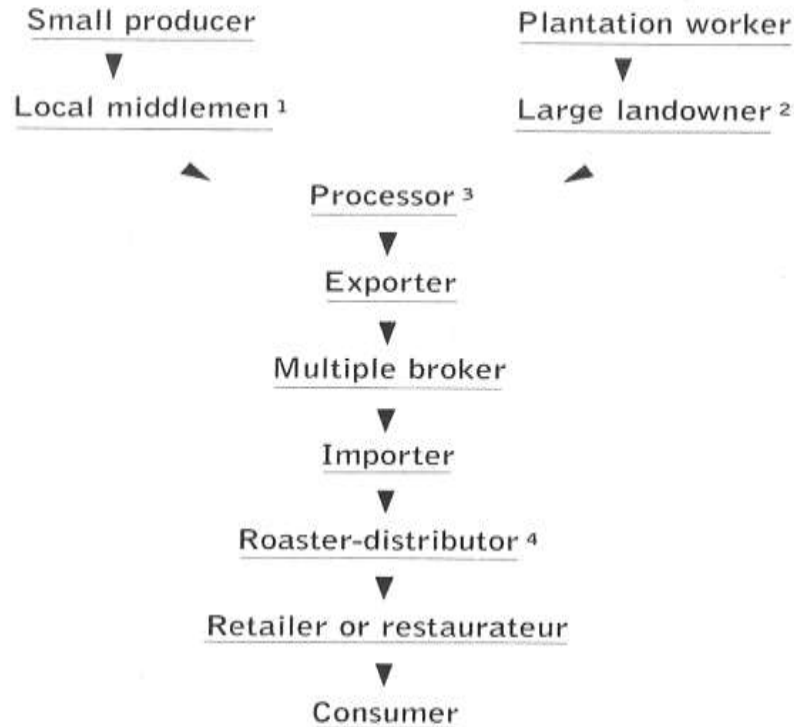 Small producer
Plantation worker
Local middlemen ¹
Large landowner ²
Processor ³
Exporter
Multiple broker
Importer
Roaster-distributor ⁴
Retailer or restaurateur
Consumer